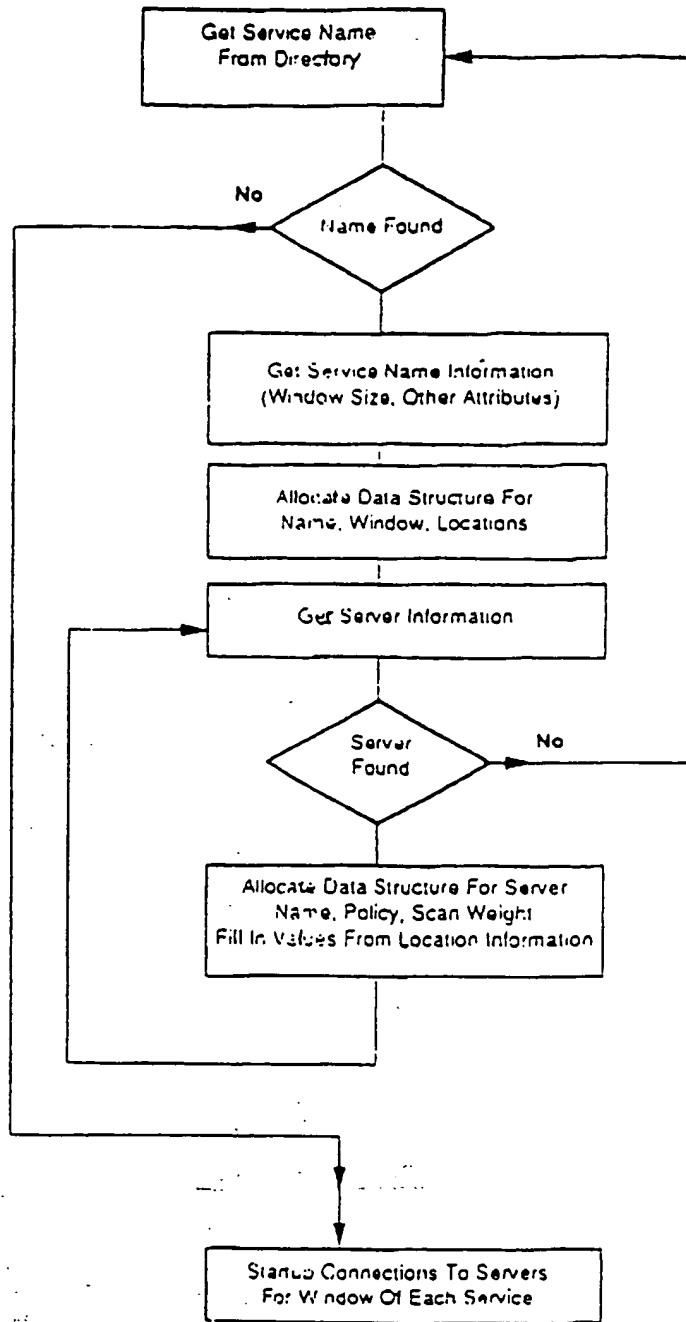 Get Service Name
From Directory
No
Name Found
Get Service Name Information
(Window Size, Other Attributes)
Allocate Data Structure For
Name, Window, Locations
Get Server Information
Server
Found
No
Allocate Data Structure For Server
Name, Policy, Scan Weight
Fill In Values From Location Information
Startup Connections To Servers
For Window Of Each Service